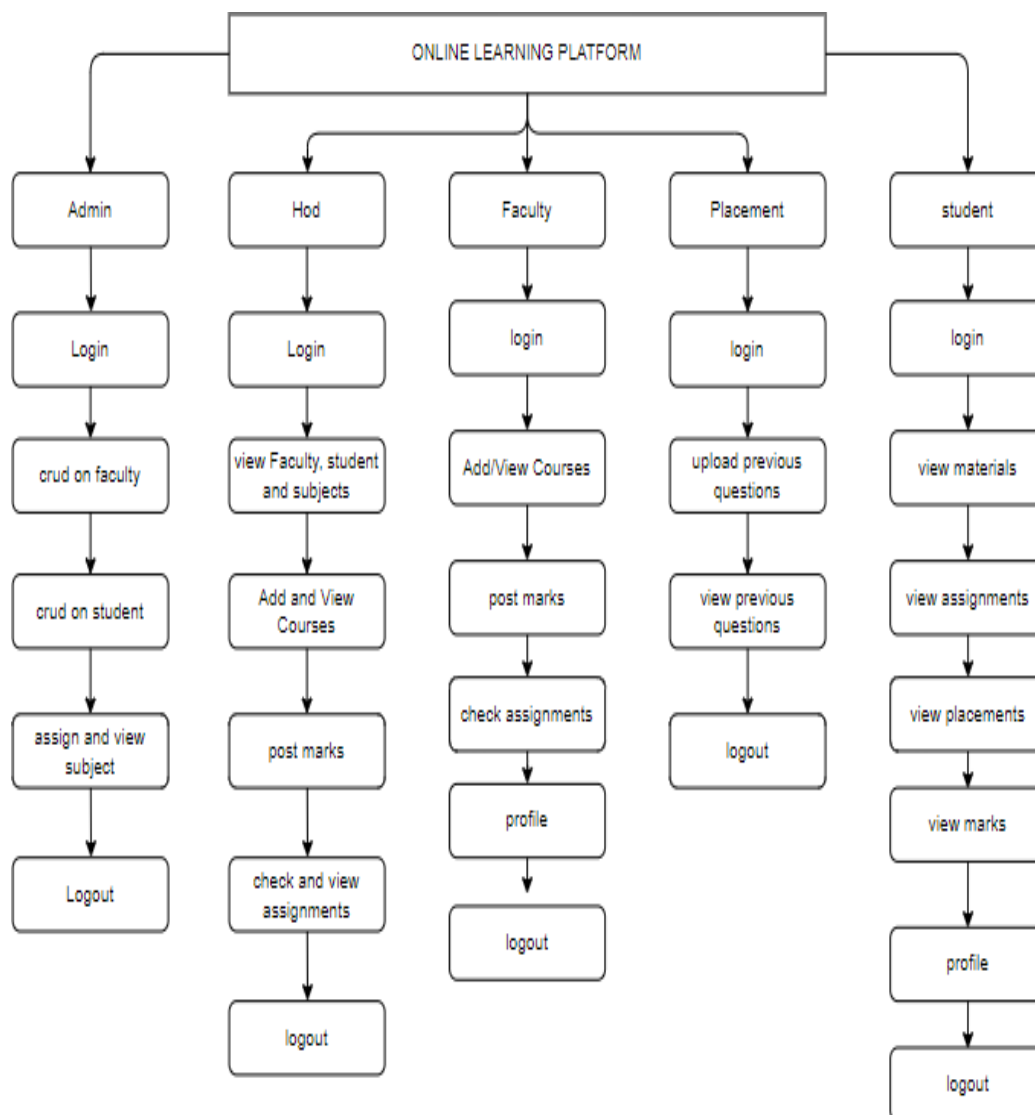 ONLINE LEARNING PLATFORM
Admin
Login
crud on faculty
crud on student
assign and view
subject
Logout
Hod
Login
view Faculty, student
and subjects
Add and View
Courses
post marks
check and view
assignments
logout
Faculty
login
Add/View Courses
post marks
check assignments
profile
logout
Placement
login
upload previous
questions
view previous
questions
logout
student
login
view materials
view assignments
view placements
view marks
profile
logout